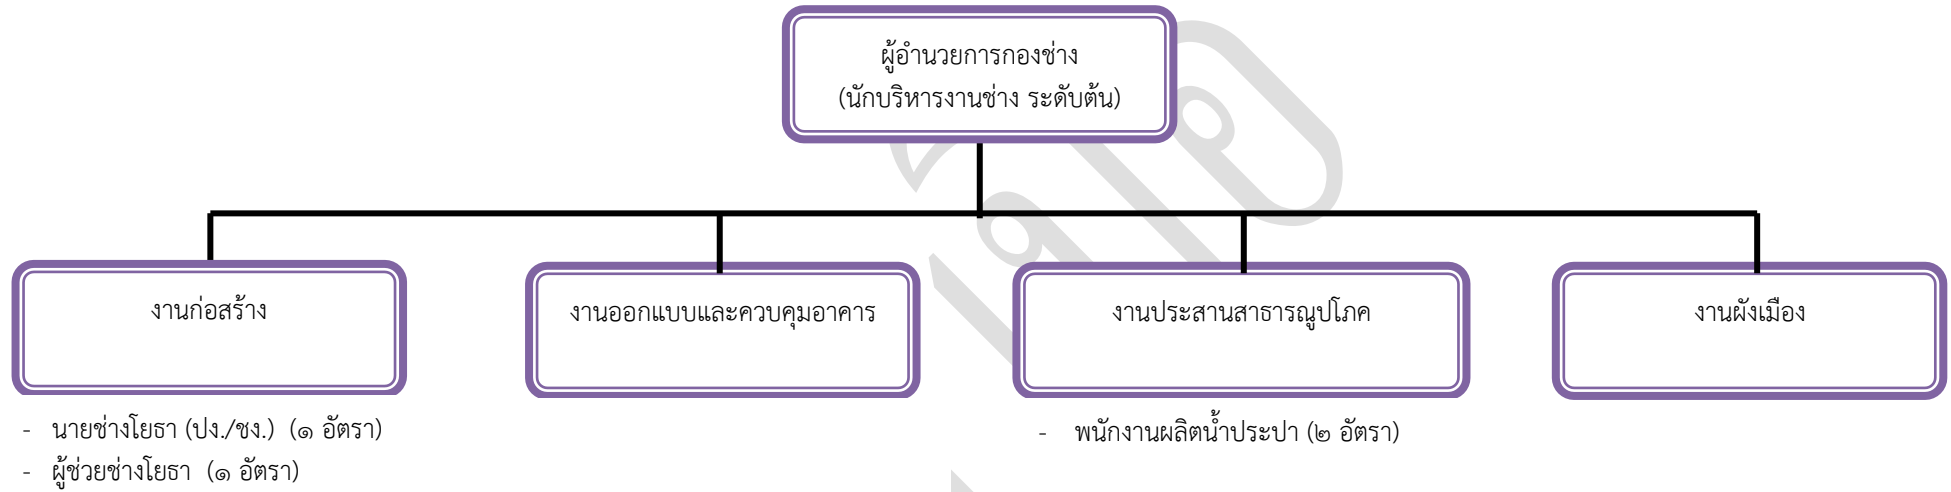 ผู้อำนวยการกองช่าง
(นักบริหารงานช่าง ระดับต้น)
งานก่อสร้าง
งานออกแบบและควบคุมอาคาร
งานประสานสาธารณูปโภค
งานผังเมือง
- นายช่างโยธา (ปง./ชง.) (๑ อัตรา)
- ผู้ช่วยช่างโยธา (๑ อัตรา)
- พนักงานผลิตน้ำประปา (๒ อัตรา)